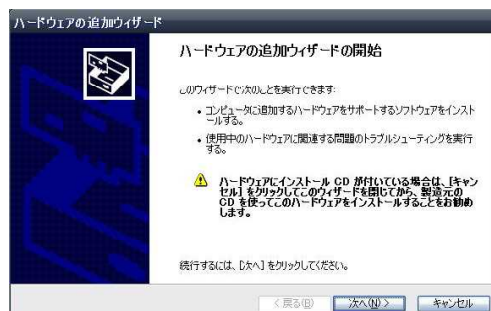 ハードウェアの追加ウィザード
ハードウェアの追加ウィザードの開始
このウィザードで次のことを実行できます:
• コンピュータに追加するハードウェアをサポートするソフトウェアをインスト
ールする。
• 使用中のハードウェアに関連する問題のトラブルシューティングを実行
する。
ハードウェアにインストール CD が付いている場合は、[キャン
セル] をクリックしてこのウィザードを閉じてから、製造元の
CD を使ってこのハードウェアをインストールすることをお勧め
します。
続行するには、[次へ] をクリックしてください。
< 戻る(B)
次へ(N) >
キャンセル